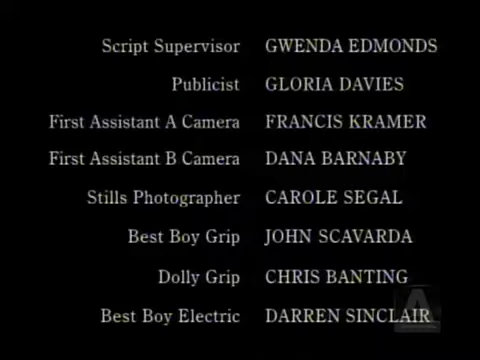 Script Supervisor GWENDA EDMONDS
Publicist GLORIA DAVIES
First Assistant A Camera FRANCIS KRAMER
First Assistant B Camera DANA BARNABY
Stills Photographer CAROLE SEGAL
Best Boy Grip JOHN SCAVARDA
Dolly Grip CHRIS BANTING
Best Boy Electric DARREN SINCLAIR
A